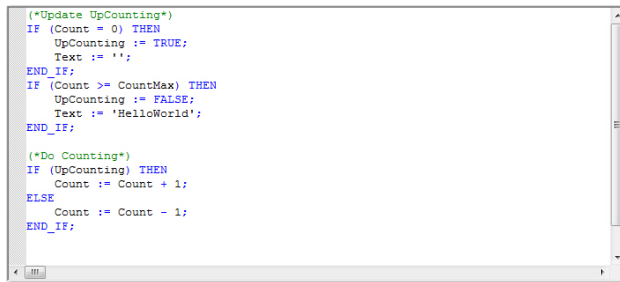 (*Update UpCounting*)
IF (Count = 0) THEN
    UpCounting := TRUE;
    Text := '';
END_IF;
IF (Count >= CountMax) THEN
    UpCounting := FALSE;
    Text := 'HelloWorld';
END_IF;

(*Do Counting*)
IF (UpCounting) THEN
    Count := Count + 1;
ELSE
    Count := Count - 1;
END_IF;